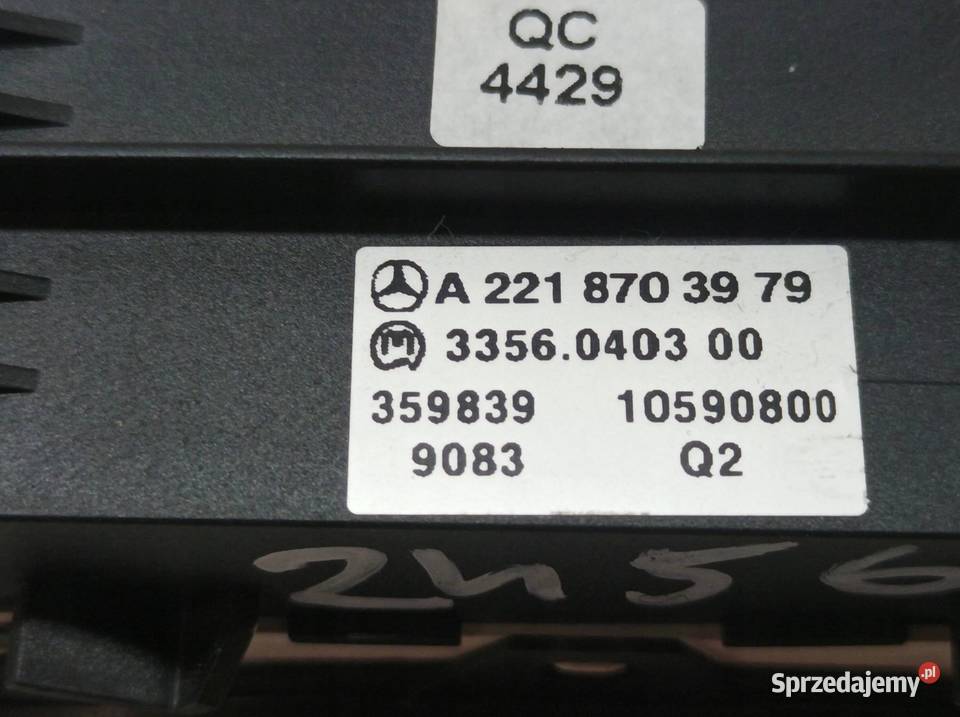 QC
4429
A 221 870 39 79
M 3356.0403 00
359839 10590800
9083 Q2
2456
Sprzedajemy.pl